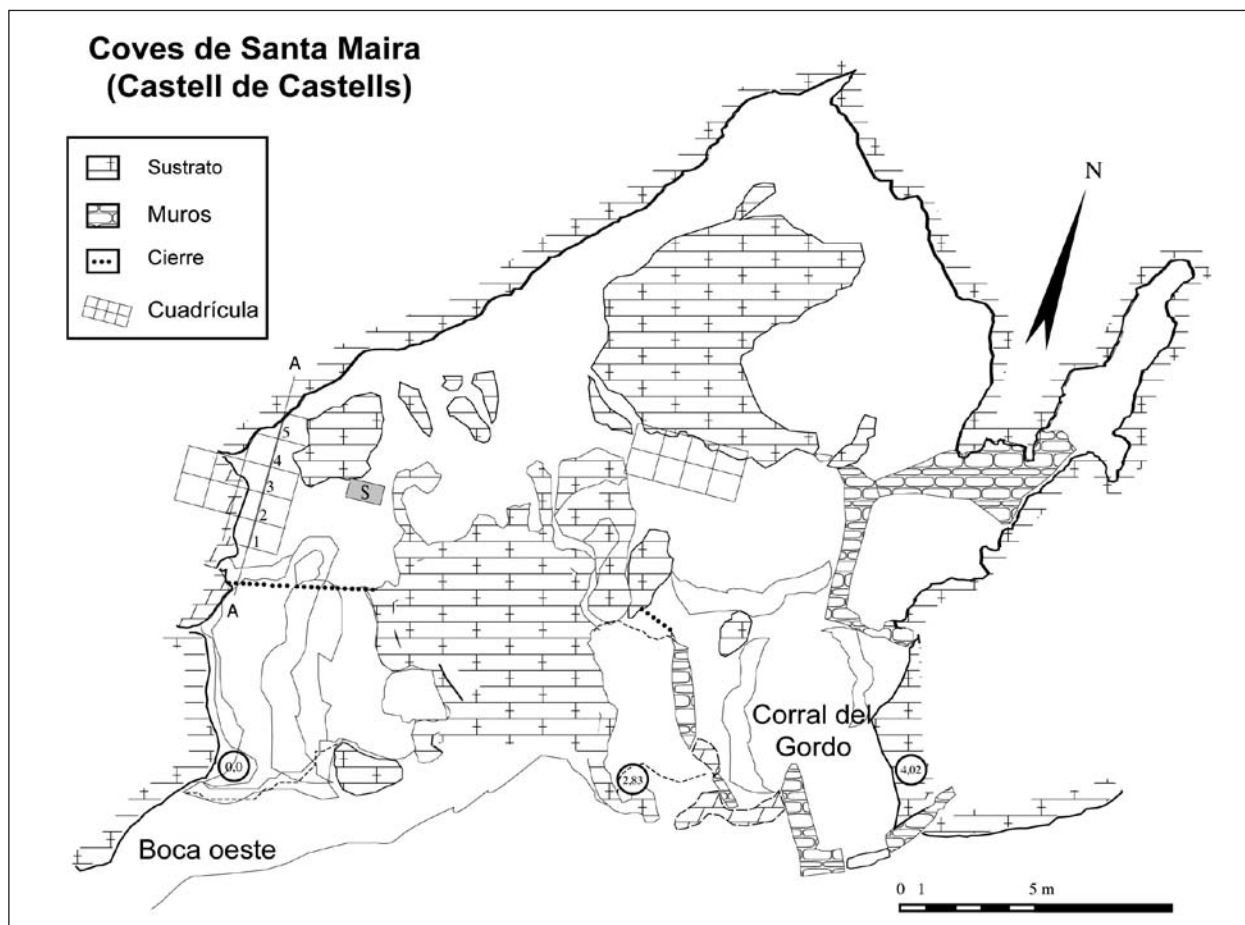 Coves de Santa Maira
(Castell de Castells)
Sustrato
Muros
Cierre
Cuadrícula
N
A
5
4
3
2
1
S
A
0,0
2,83
4,02
Corral del
Gordo
Boca oeste
0 1 5 m